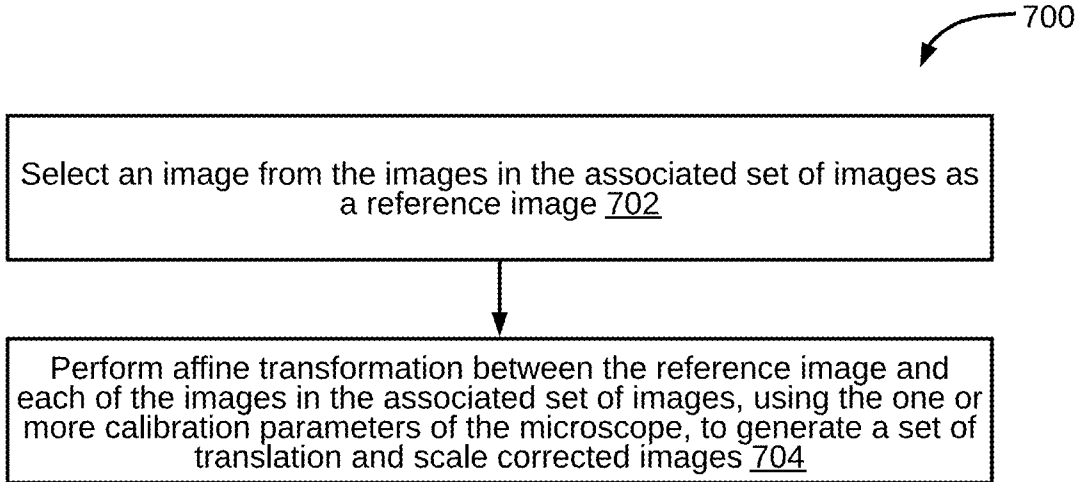 700
Select an image from the images in the associated set of images as
a reference image 702
Perform affine transformation between the reference image and
each of the images in the associated set of images, using the one or
more calibration parameters of the microscope, to generate a set of
translation and scale corrected images 704